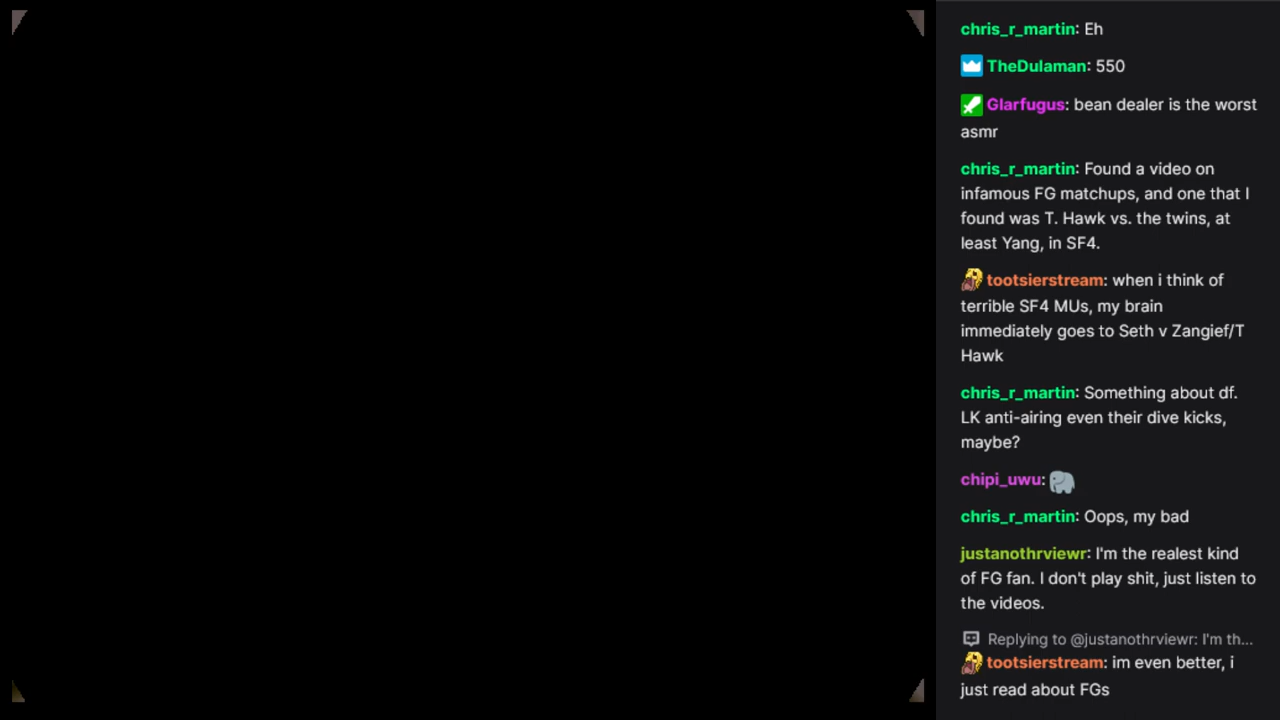 chris_r_martin: Eh
TheDulaman: 550
Glarfugus: bean dealer is the worst
asmr
chris_r_martin: Found a video on
infamous FG matchups, and one that I
found was T. Hawk vs. the twins, at
least Yang, in SF4.
tootsierstream: when i think of
terrible SF4 MUs, my brain
immediately goes to Seth v Zangief/T
Hawk
chris_r_martin: Something about df.
LK anti-airing even their dive kicks,
maybe?
chipi_uwu:
chris_r_martin: Oops, my bad
justanothrviewr: I'm the realest kind
of FG fan. I don't play shit, just listen to
the videos.
Replying to @justanothrviewr: I'm th...
tootsierstream: im even better, i
just read about FGs